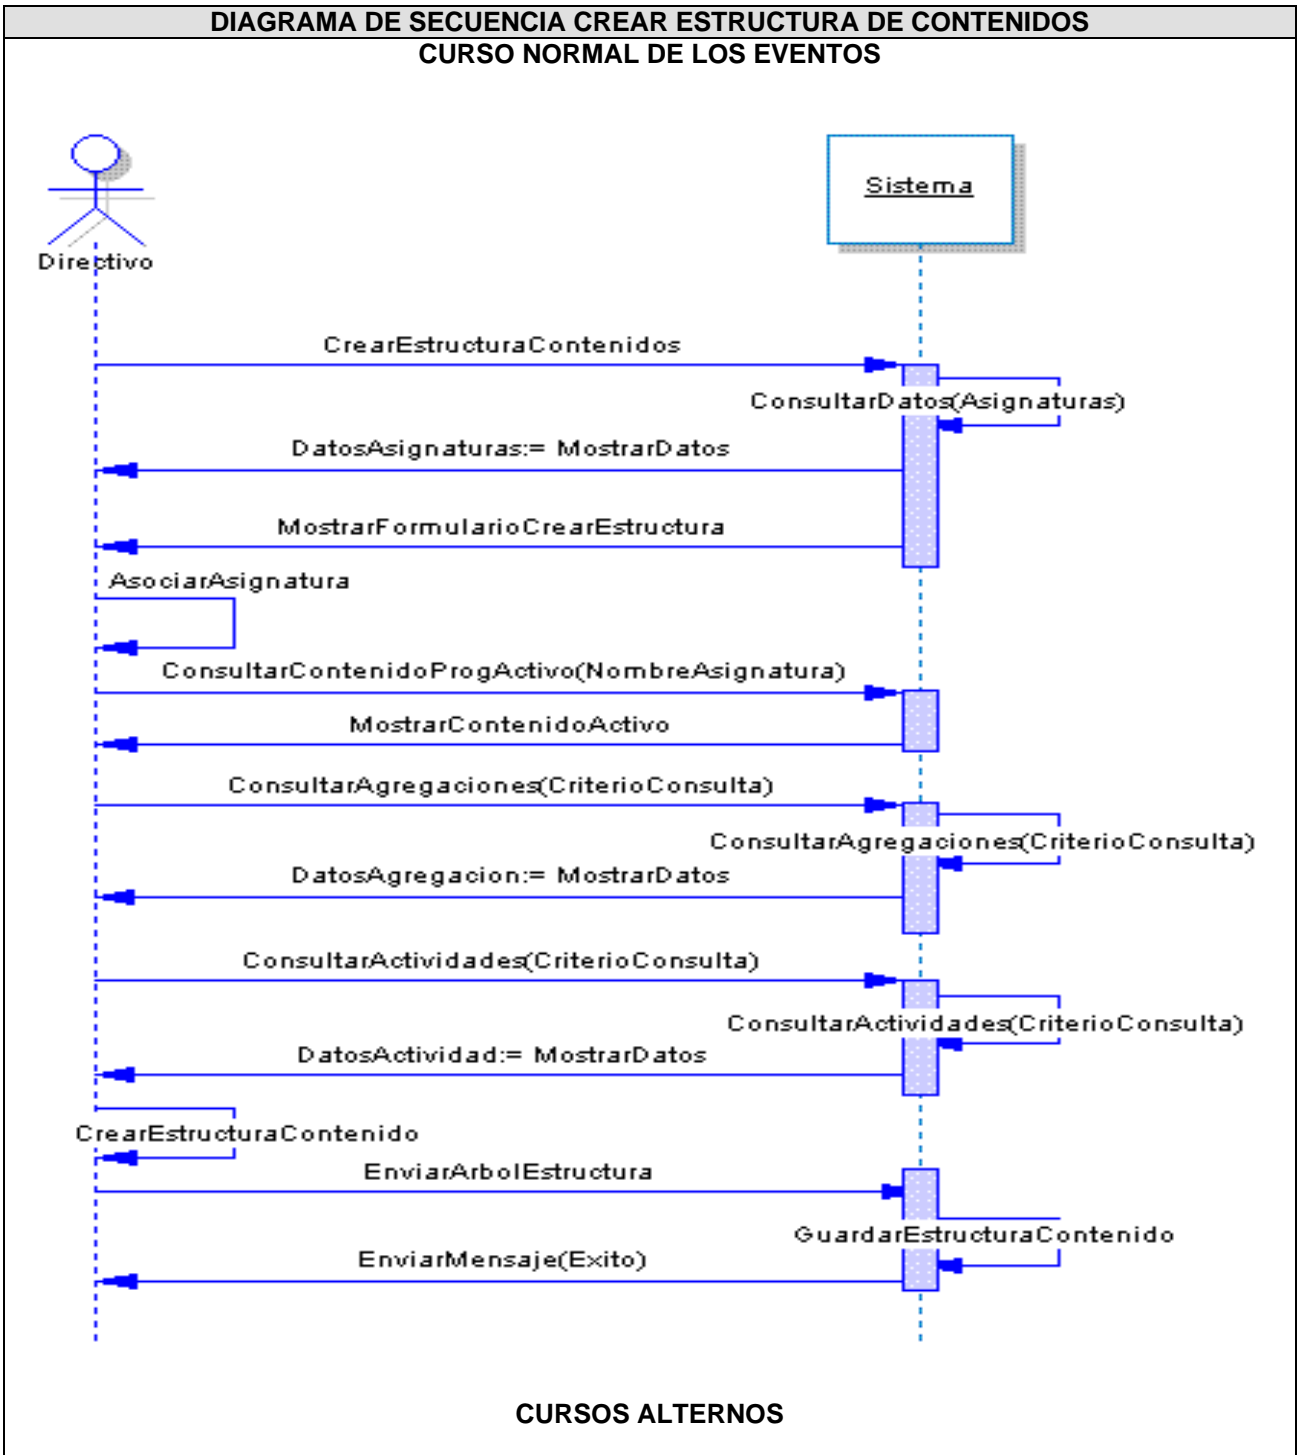 DIAGRAMA DE SECUENCIA CREAR ESTRUCTURA DE CONTENIDOS
CURSO NORMAL DE LOS EVENTOS
Sistema
Directivo
CrearEstructuraContenidos
ConsultarDatos(Asignaturas)
DatosAsignaturas:= MostrarDatos
MostrarFormularioCrearEstructura
AsociarAsignatura
ConsultarContenidoProgActivo(NombreAsignatura)
MostrarContenidoActivo
ConsultarAgregaciones(CriterioConsulta)
ConsultarAgregaciones(CriterioConsulta)
DatosAgregacion:= MostrarDatos
ConsultarActividades(CriterioConsulta)
ConsultarActividades(CriterioConsulta)
DatosActividad:= MostrarDatos
CrearEstructuraContenido
EnviarArbolEstructura
GuardarEstructuraContenido
EnviarMensaje(Exito)
CURSOS ALTERNOS